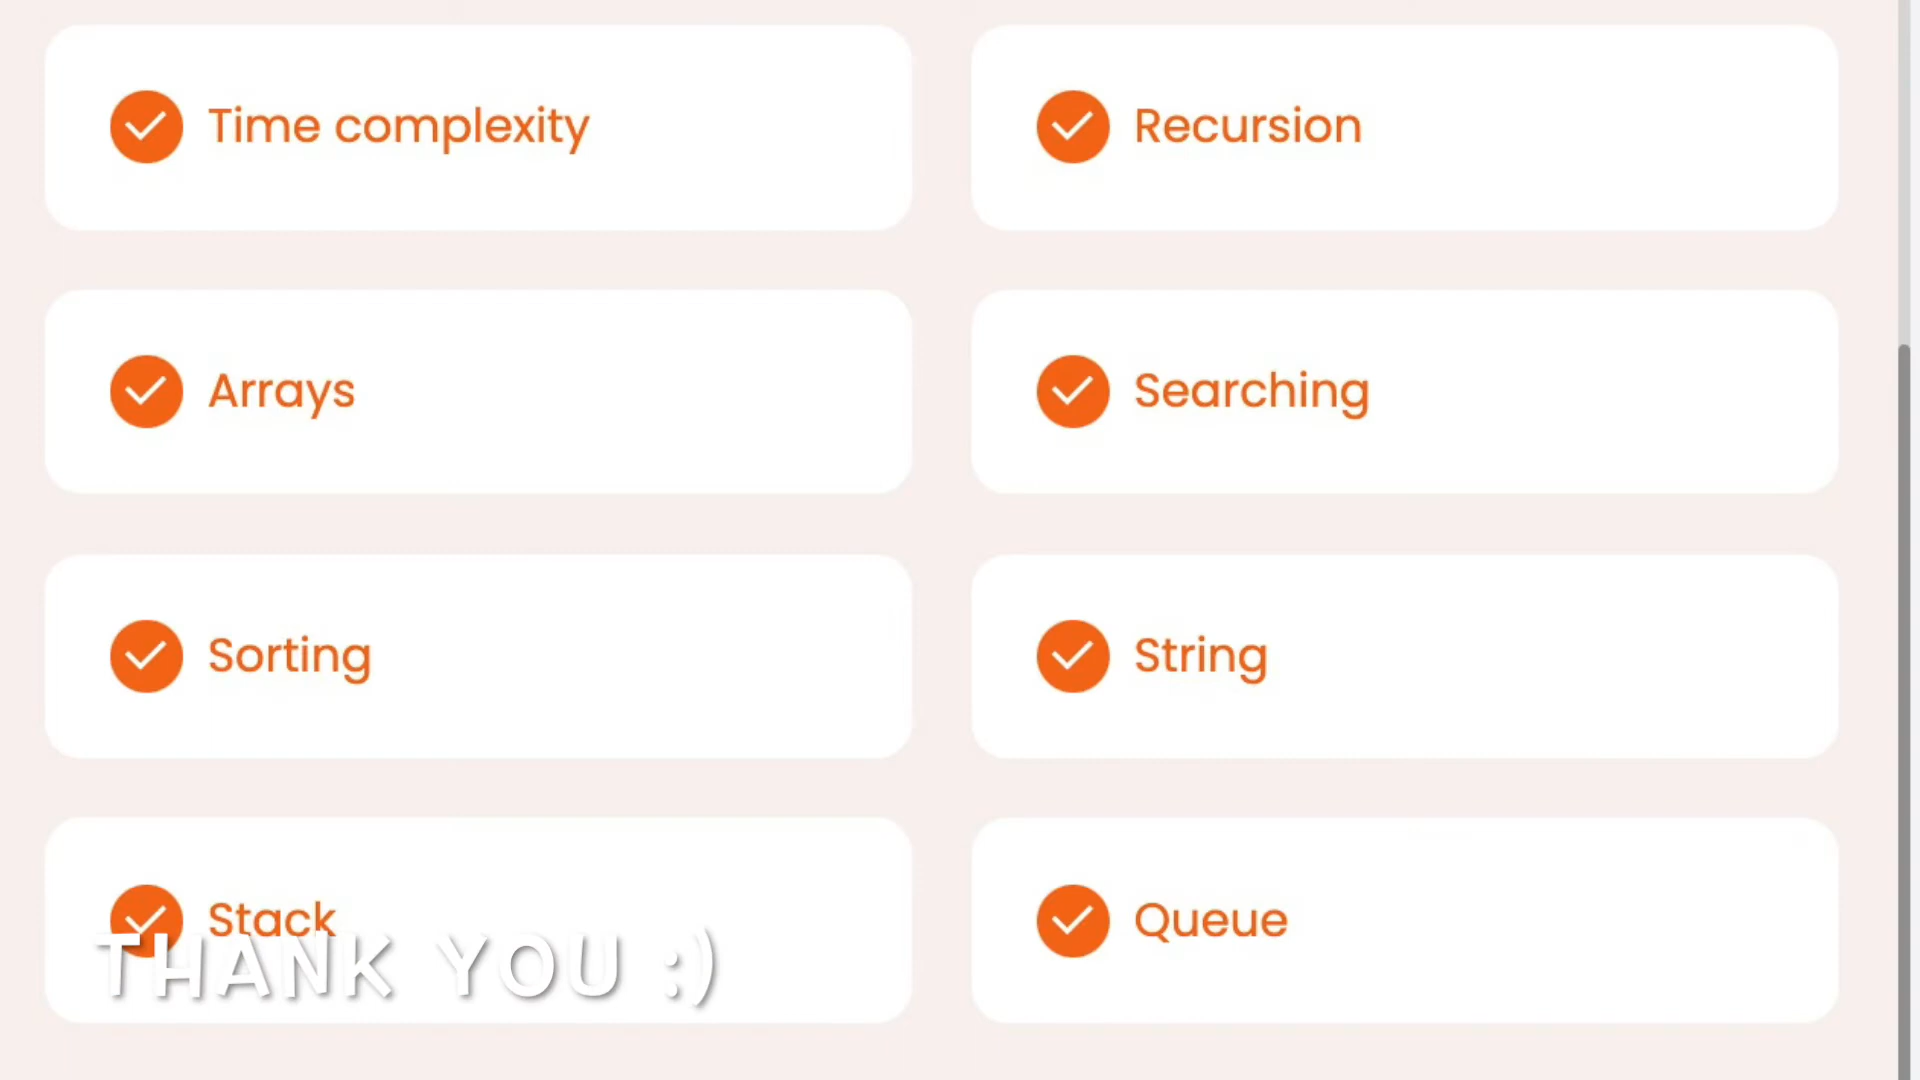 Time complexity
Recursion
Arrays
Searching
Sorting
String
Stack
Queue
THANK YOU :)